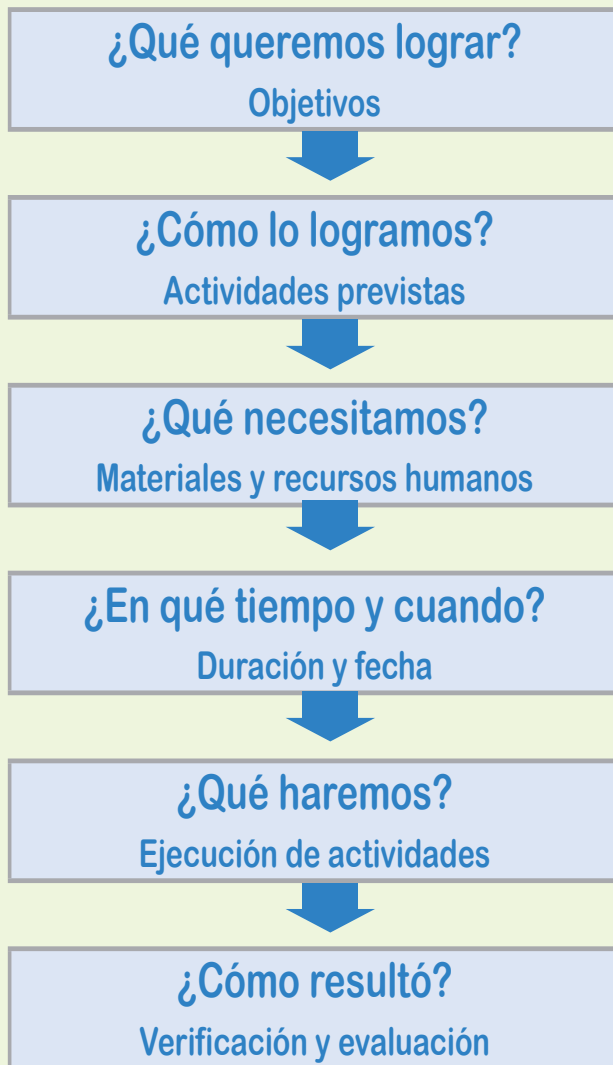 ¿Qué queremos lograr?
Objetivos
¿Cómo lo logramos?
Actividades previstas
¿Qué necesitamos?
Materiales y recursos humanos
¿En qué tiempo y cuando?
Duración y fecha
¿Qué haremos?
Ejecución de actividades
¿Cómo resultó?
Verificación y evaluación